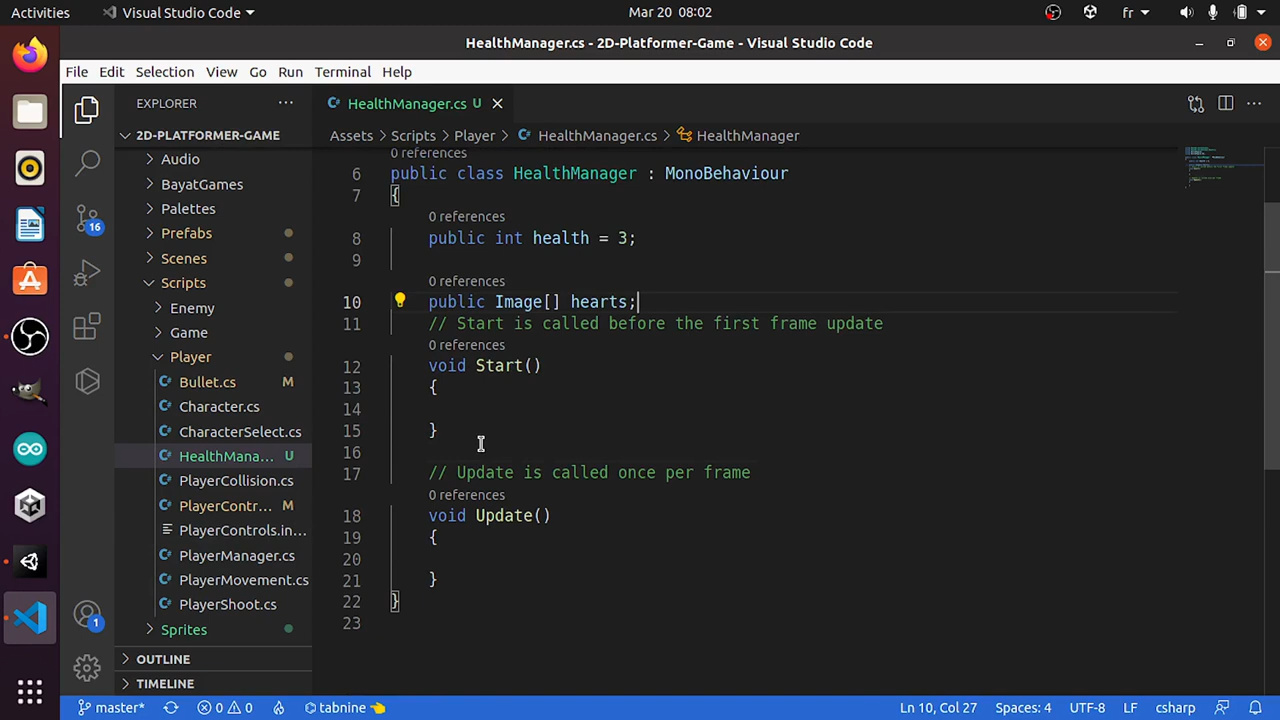 Activities
Visual Studio Code
Mar 20 08:02
fr
HealthManager.cs - 2D-Platformer-Game - Visual Studio Code
File Edit Selection View Go Run Terminal Help
EXPLORER
2D-PLATFORMER-GAME
Audio
BayatGames
Palettes
Prefabs
Scenes
Scripts
Enemy
Game
Player
Bullet.cs M
Character.cs
CharacterSelect.cs
HealthMana... U
PlayerCollision.cs
PlayerContr... M
PlayerControls.in...
PlayerManager.cs
PlayerMovement.cs
PlayerShoot.cs
Sprites
OUTLINE
TIMELINE
16
1
HealthManager.cs U
Assets > Scripts > Player > HealthManager.cs > HealthManager
0 references
6 public class HealthManager : MonoBehaviour
7 {
0 references
8 public int health = 3;
9
0 references
10 public Image[] hearts;
11 // Start is called before the first frame update
0 references
12 void Start()
13 {
14
15 }
16
17 // Update is called once per frame
0 references
18 void Update()
19 {
20
21 }
22 }
23
master* 0 0 tabnine Ln 10, Col 27 Spaces: 4 UTF-8 LF csharp